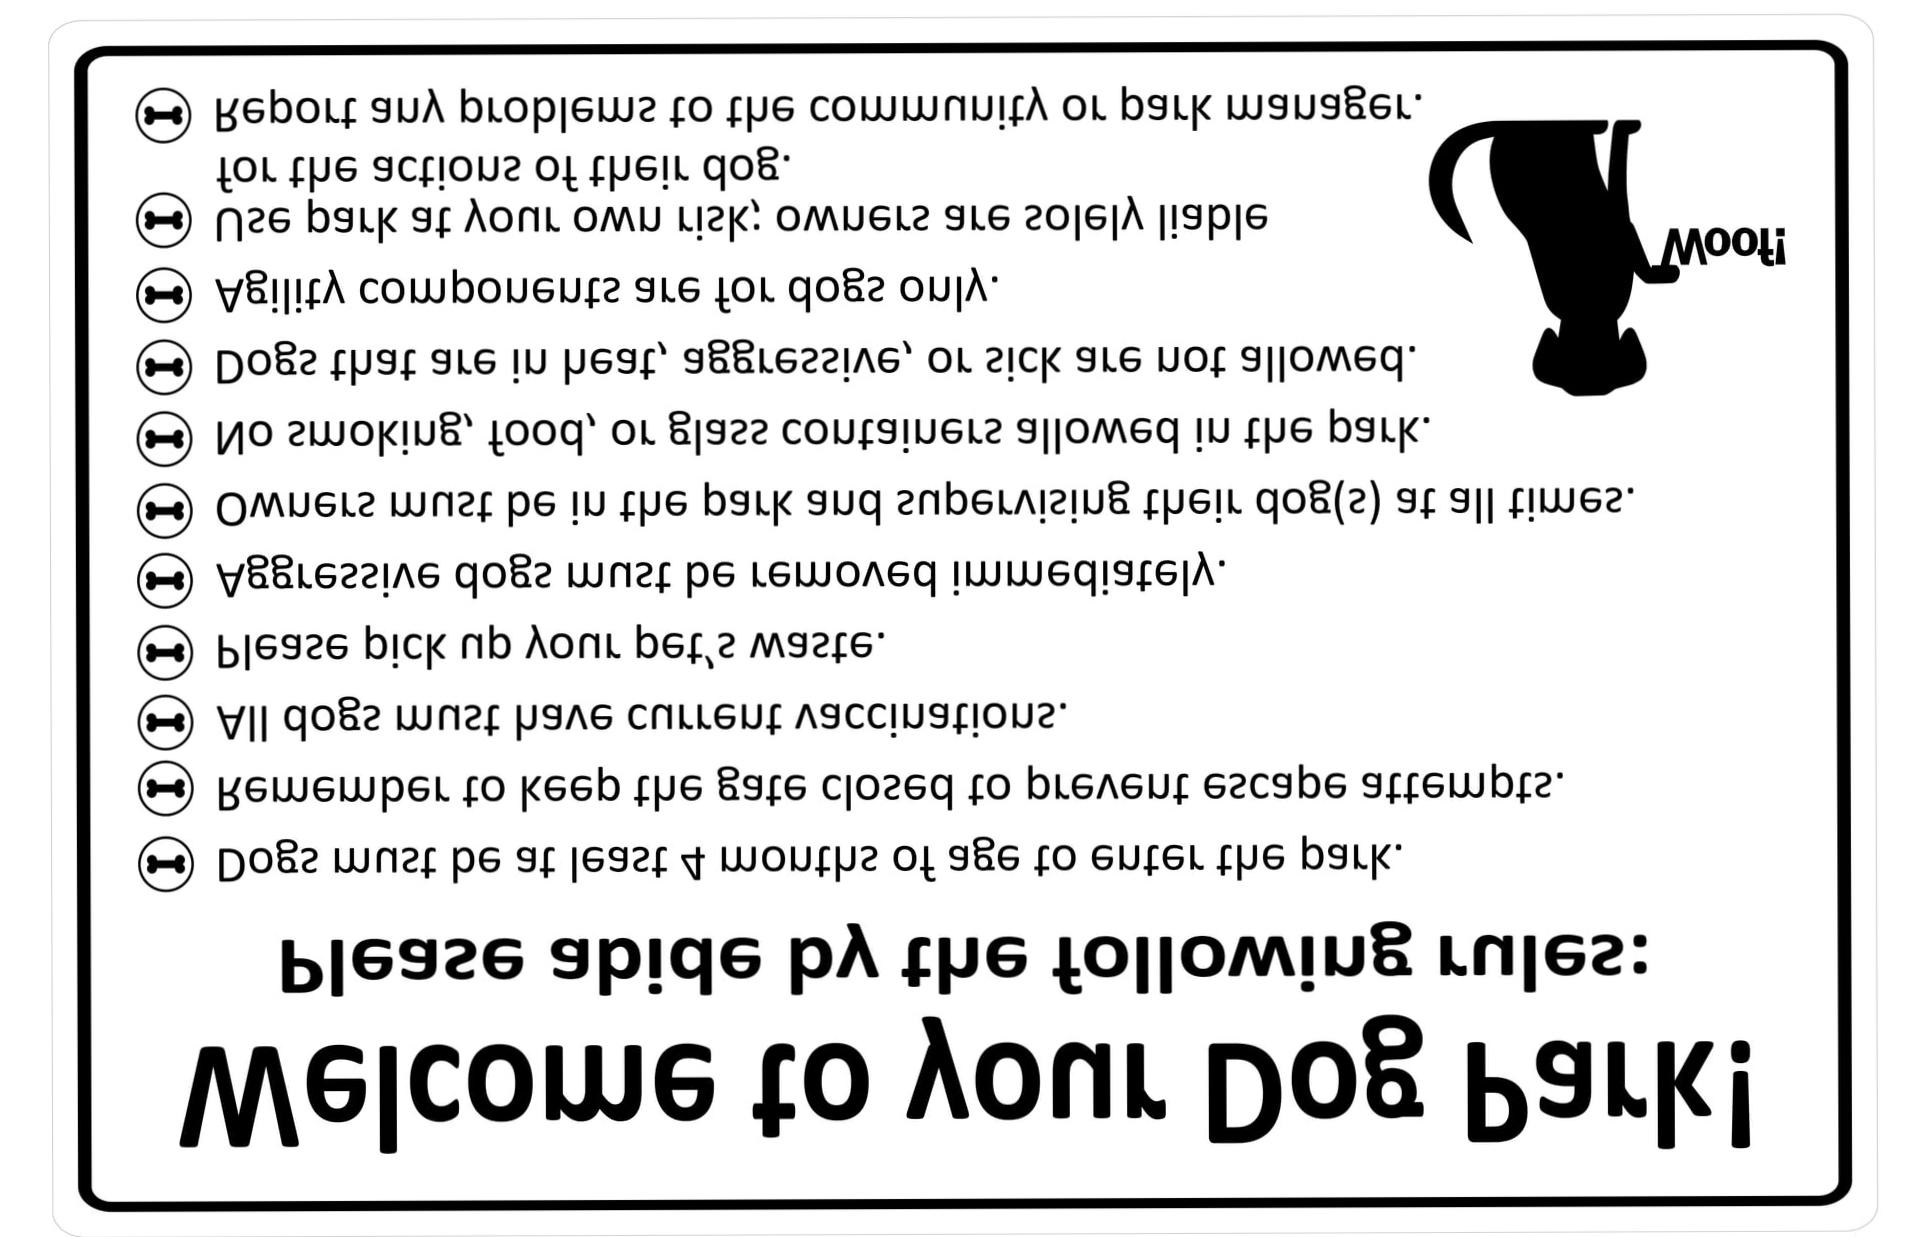 Welcome to your Dog Park!
Please abide by the following rules:
Dogs must be at least 4 months of age to enter the park.
Remember to keep the gate closed to prevent escape attempts.
All dogs must have current vaccinations.
Please pick up your pet's waste.
Aggressive dogs must be removed immediately.
Owners must be in the park and supervising their dog(s) at all times.
No smoking, food, or glass containers allowed in the park.
Dogs that are in heat, aggressive, or sick are not allowed.
Agility components are for dogs only.
Use park at your own risk; owners are solely liable
for the actions of their dog.
Report any problems to the community or park manager.
Woof!